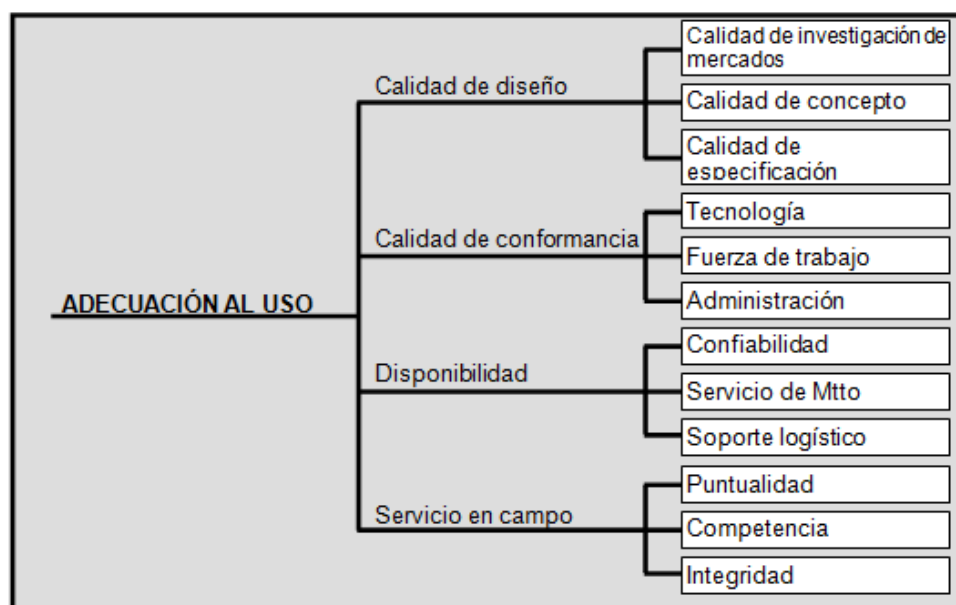 Calidad de diseño
Calidad de investigación de
mercados
Calidad de concepto
Calidad de
especificación
Calidad de conformancia
Tecnología
Fuerza de trabajo
Administración
ADECUACIÓN AL USO
Disponibilidad
Confiabilidad
Servicio de Mtto
Soporte logístico
Servicio en campo
Puntualidad
Competencia
Integridad